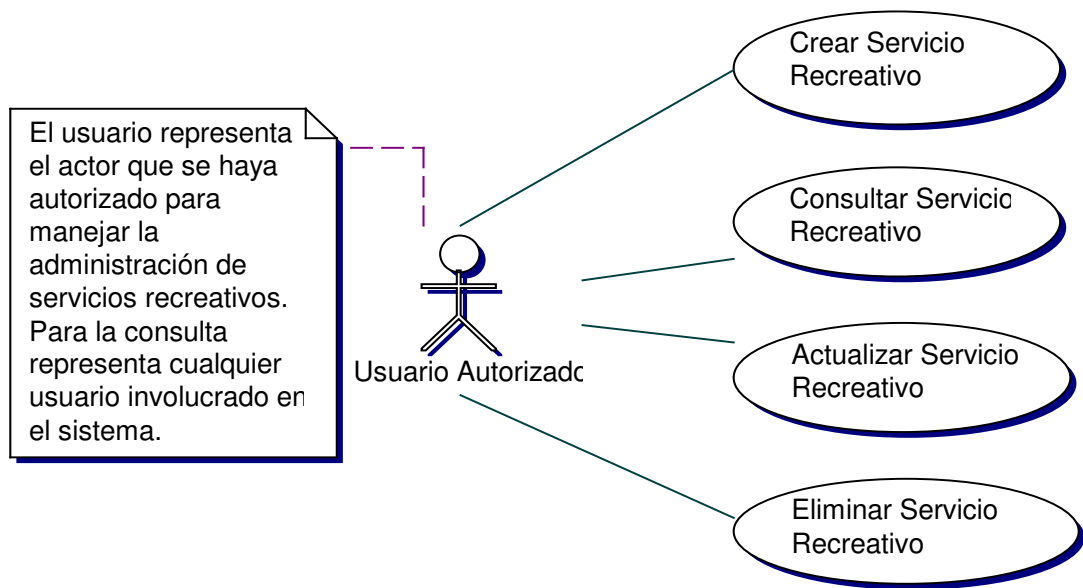 El usuario representa
el actor que se haya
autorizado para
manejar la
administración de
servicios recreativos.
Para la consulta
representa cualquier
usuario involucrado en
el sistema.
Usuario Autorizado
Crear Servicio
Recreativo
Consultar Servicio
Recreativo
Actualizar Servicio
Recreativo
Eliminar Servicio
Recreativo